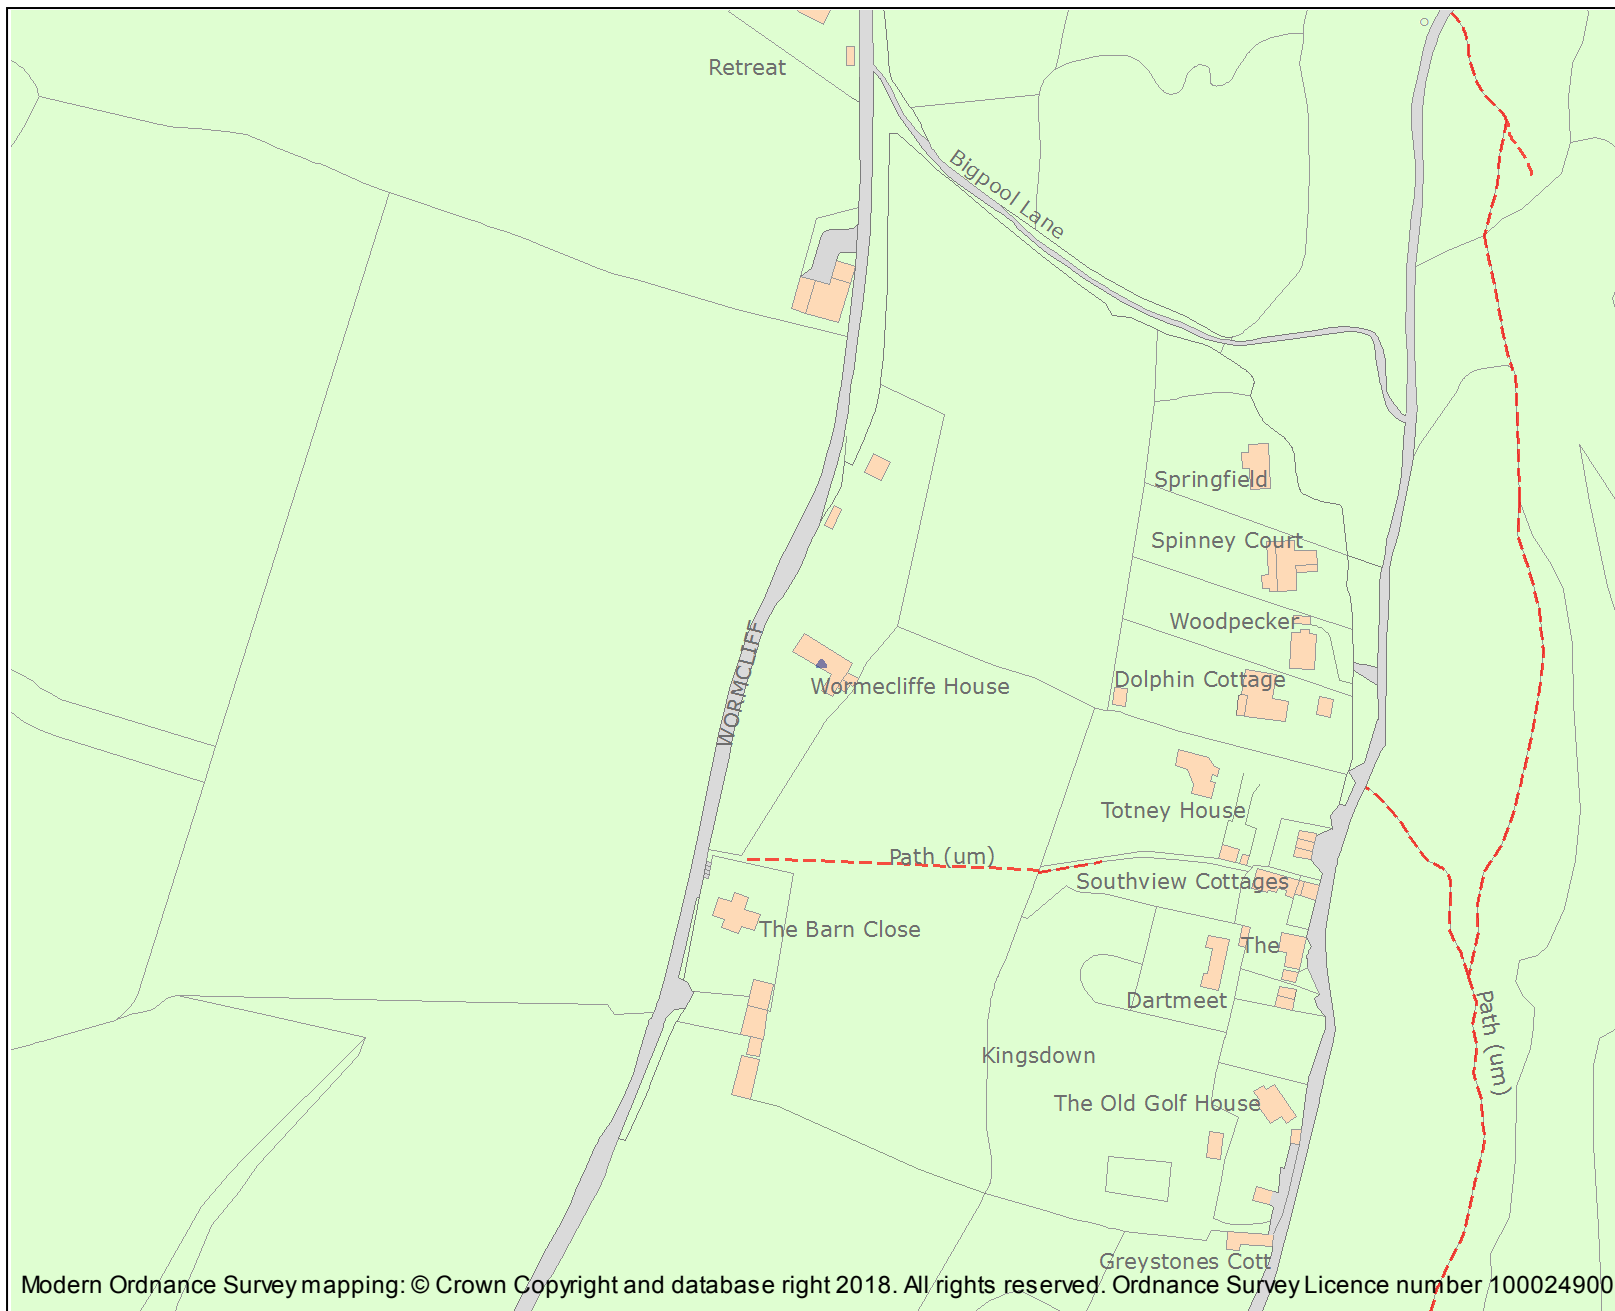 Retreat
Bigpool Lane
Springfield
Spinney Court
Woodpecker
WORMCLIFF
Wormecliffe House
Dolphin Cottage
Totney House
Path (um)
Southview Cottages
The Barn Close
The
Dartmeet
Path (um)
Kingsdown
The Old Golf House
Greystones Cott
Modern Ordnance Survey mapping: © Crown Copyright and database right 2018. All rights reserved. Ordnance Survey Licence number 100024900